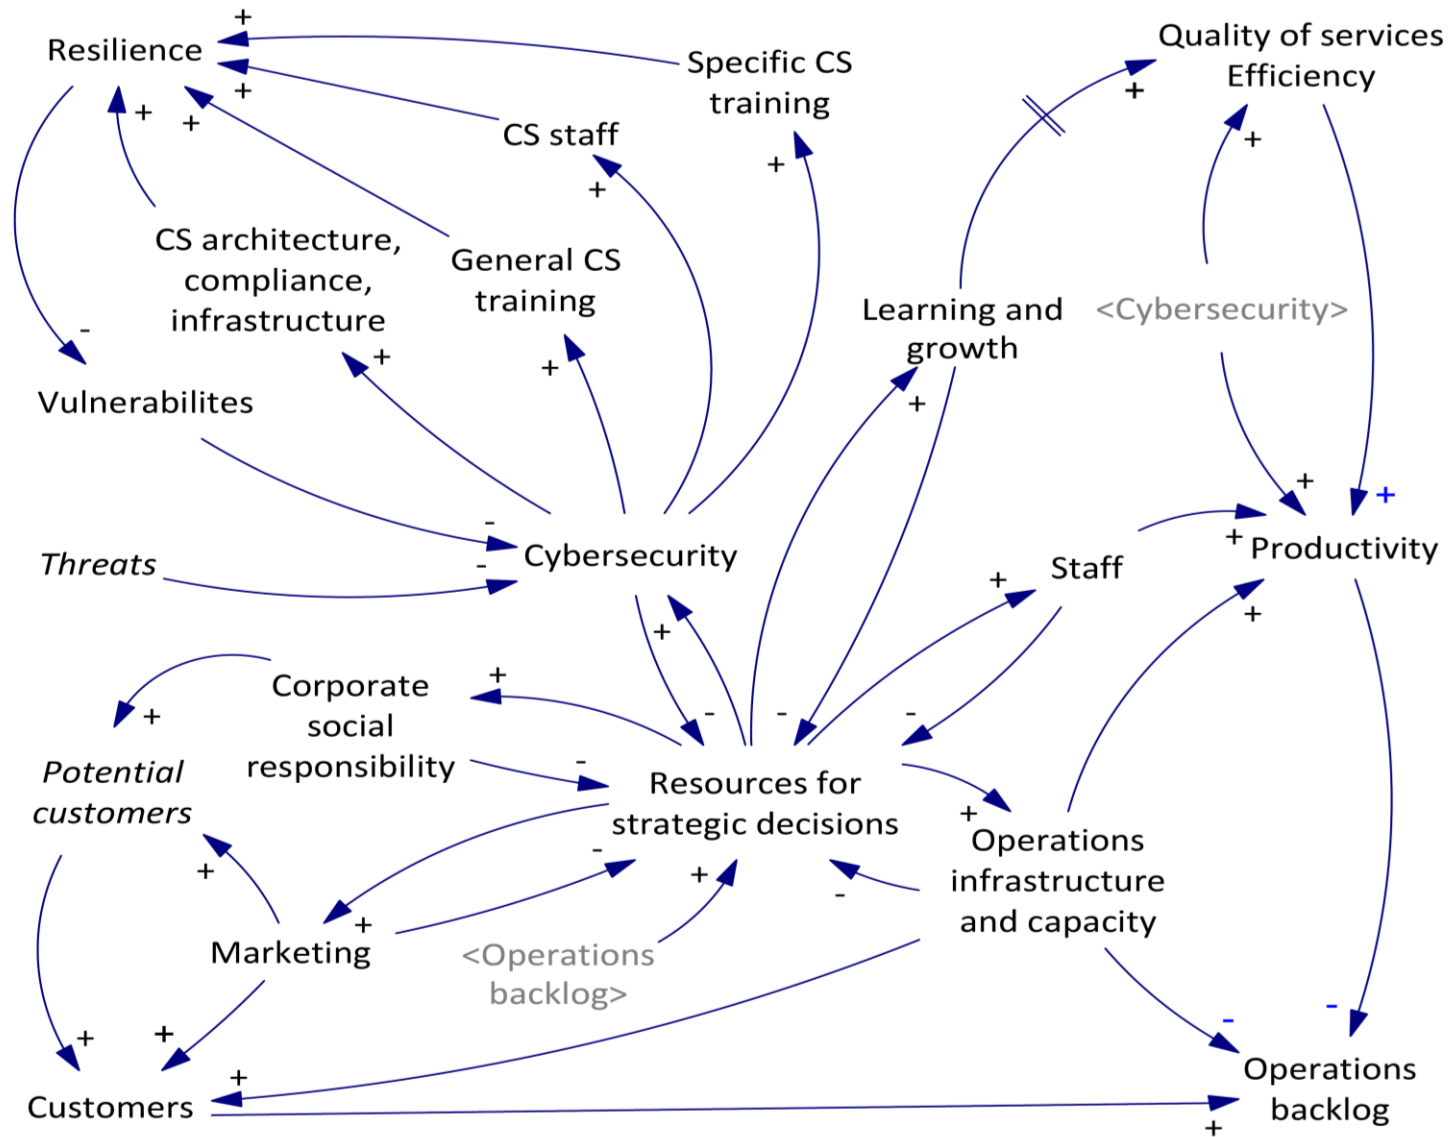 Resilience
Specific CS
training
CS staff
Quality of services
Efficiency
CS architecture,
compliance,
infrastructure
General CS
training
Learning and
growth
<Cybersecurity>
Vulnerabilites
Threats
Cybersecurity
Staff
Productivity
Corporate
social
responsibility
Potential
customers
Resources for
strategic decisions
Operations
infrastructure
and capacity
Marketing
<Operations
backlog>
Customers
Operations
backlog